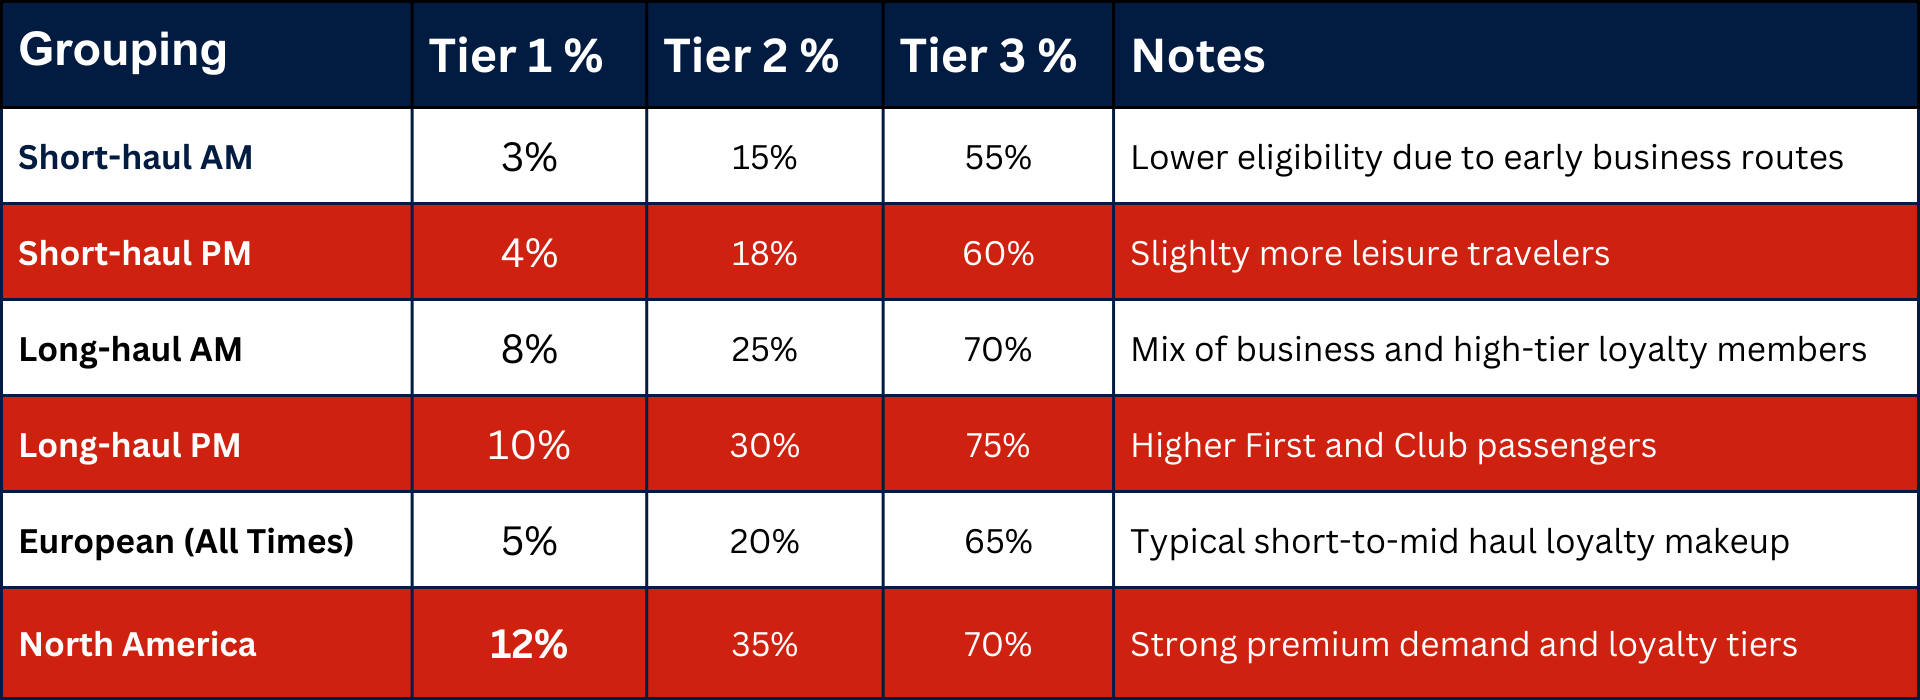 Grouping Tier 1 % Tier 2 % Tier 3 % Notes
Short-haul AM 3% 15% 55% Lower eligibility due to early business routes
Short-haul PM 4% 18% 60% Slighlty more leisure travelers
Long-haul AM 8% 25% 70% Mix of business and high-tier loyalty members
Long-haul PM 10% 30% 75% Higher First and Club passengers
European (All Times) 5% 20% 65% Typical short-to-mid haul loyalty makeup
North America 12% 35% 70% Strong premium demand and loyalty tiers